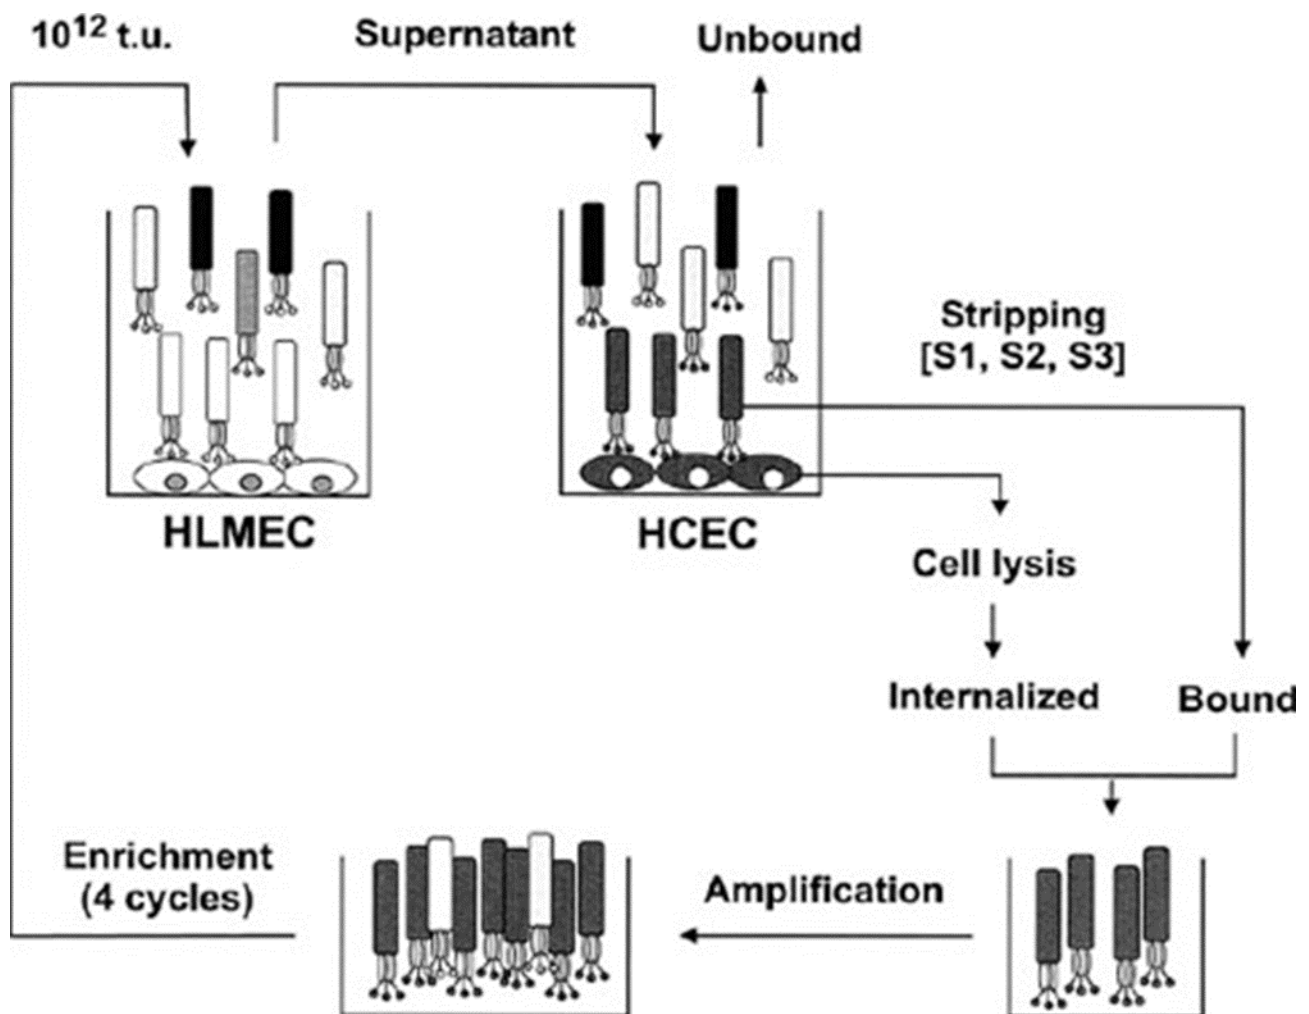 10¹² t.u.
Supernatant
Unbound
Stripping
[S1, S2, S3]
HLMEC
HCEC
Cell lysis
Internalized
Bound
Enrichment
(4 cycles)
Amplification